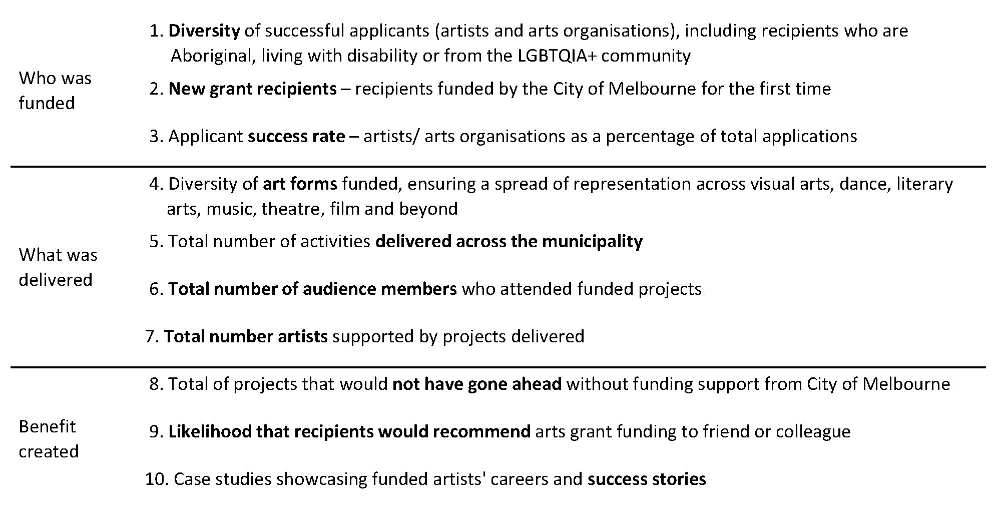 Who was
funded
1. Diversity of successful applicants (artists and arts organisations), including recipients who are
Aboriginal, living with disability or from the LGBTQIA+ community
2. New grant recipients – recipients funded by the City of Melbourne for the first time
3. Applicant success rate – artists/ arts organisations as a percentage of total applications
What was
delivered
4. Diversity of art forms funded, ensuring a spread of representation across visual arts, dance, literary
arts, music, theatre, film and beyond
5. Total number of activities delivered across the municipality
6. Total number of audience members who attended funded projects
7. Total number artists supported by projects delivered
Benefit
created
8. Total of projects that would not have gone ahead without funding support from City of Melbourne
9. Likelihood that recipients would recommend arts grant funding to friend or colleague
10. Case studies showcasing funded artists' careers and success stories